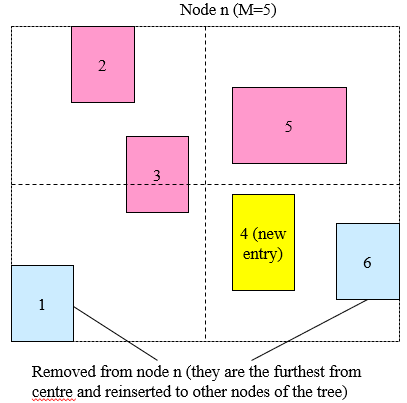 Node n (M=5)
2
5
3
4 (new
entry)
6
1
Removed from node n (they are the furthest from
centre and reinserted to other nodes of the tree)